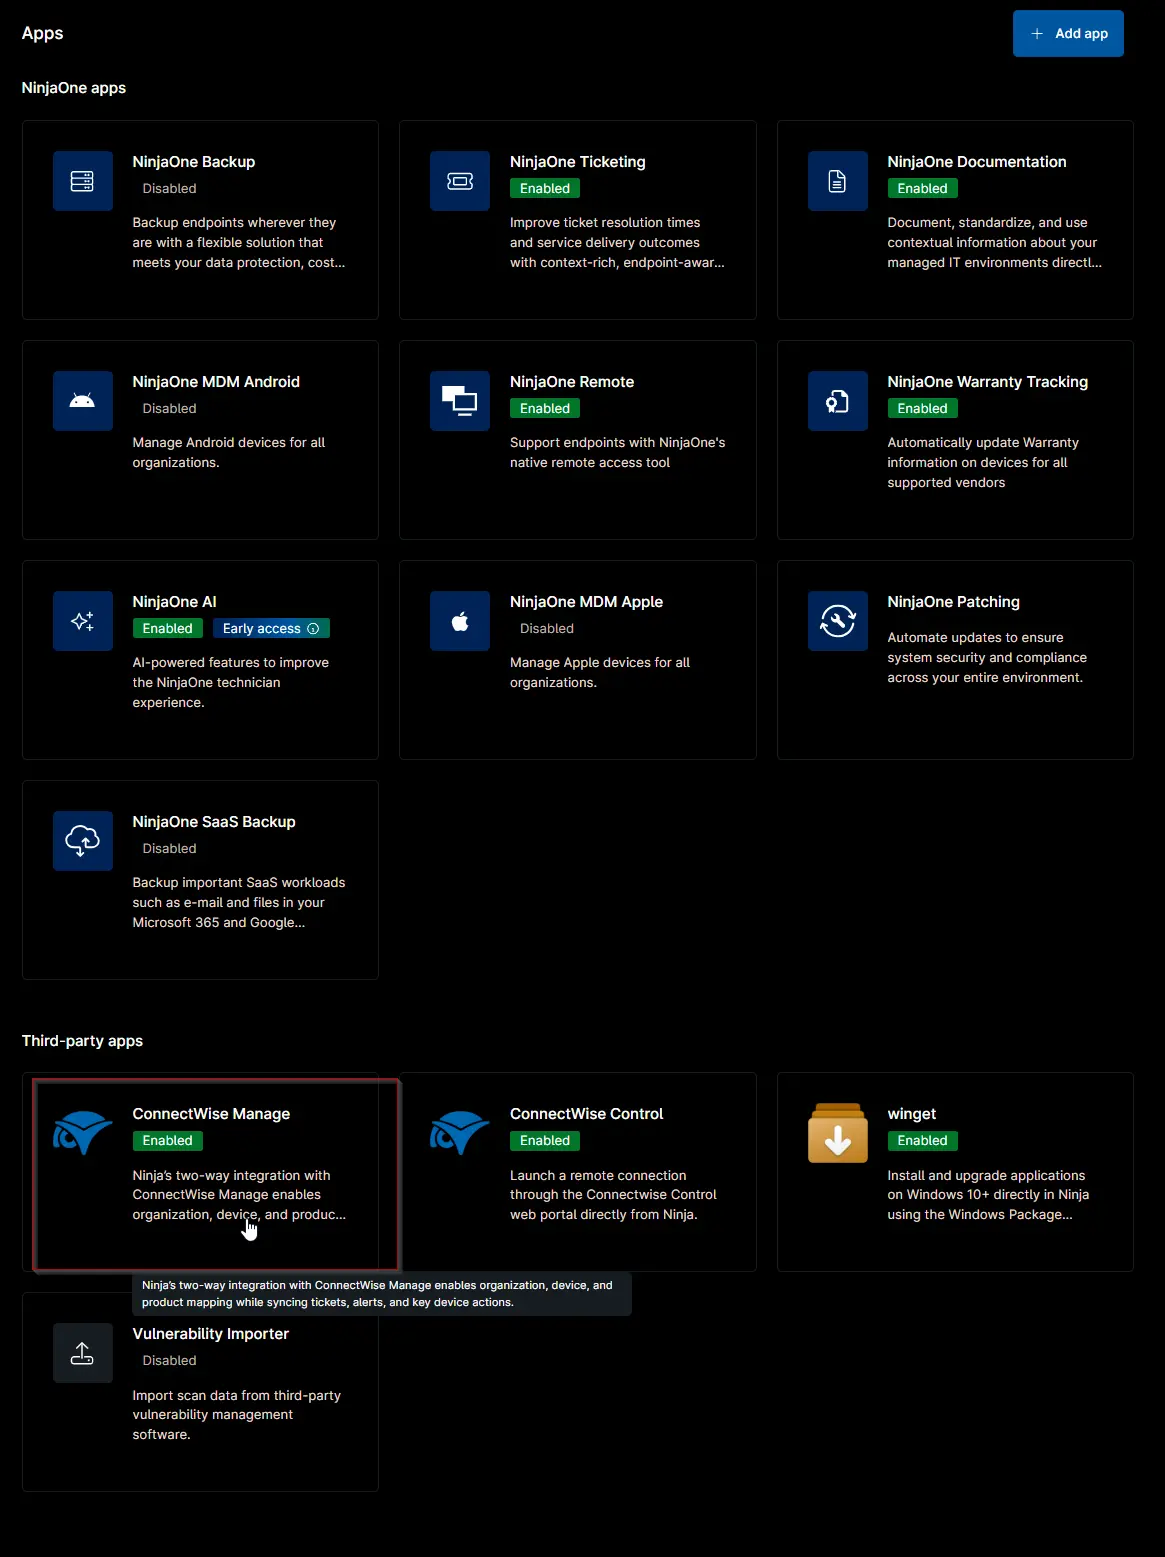 Apps
Add app
NinjaOne apps
NinjaOne Backup
Disabled
Backup endpoints wherever they
are with a flexible solution that
meets your data protection, cost...
NinjaOne Ticketing
Enabled
Improve ticket resolution times
and service delivery outcomes
with context-rich, endpoint-awar...
NinjaOne Documentation
Enabled
Document, standardize, and use
contextual information about your
managed IT environments directl...
NinjaOne MDM Android
Disabled
Manage Android devices for all
organizations.
NinjaOne Remote
Enabled
Support endpoints with NinjaOne's
native remote access tool
NinjaOne Warranty Tracking
Enabled
Automatically update Warranty
information on devices for all
supported vendors
NinjaOne AI
Enabled
Early access
AI-powered features to improve
the NinjaOne technician
experience.
NinjaOne MDM Apple
Disabled
Manage Apple devices for all
organizations.
NinjaOne Patching
Automate updates to ensure
system security and compliance
across your entire environment.
NinjaOne SaaS Backup
Disabled
Backup important SaaS workloads
such as e-mail and files in your
Microsoft 365 and Google...
Third-party apps
ConnectWise Manage
Enabled
Ninja's two-way integration with
ConnectWise Manage enables
organization, device, and produc...
ConnectWise Control
Enabled
Launch a remote connection
through the Connectwise Control
web portal directly from Ninja.
winget
Enabled
Install and upgrade applications
on Windows 10+ directly in Ninja
using the Windows Package...
Ninja's two-way integration with ConnectWise Manage enables organization, device, and
product mapping while syncing tickets, alerts, and key device actions.
Vulnerability Importer
Disabled
Import scan data from third-party
vulnerability management
software.